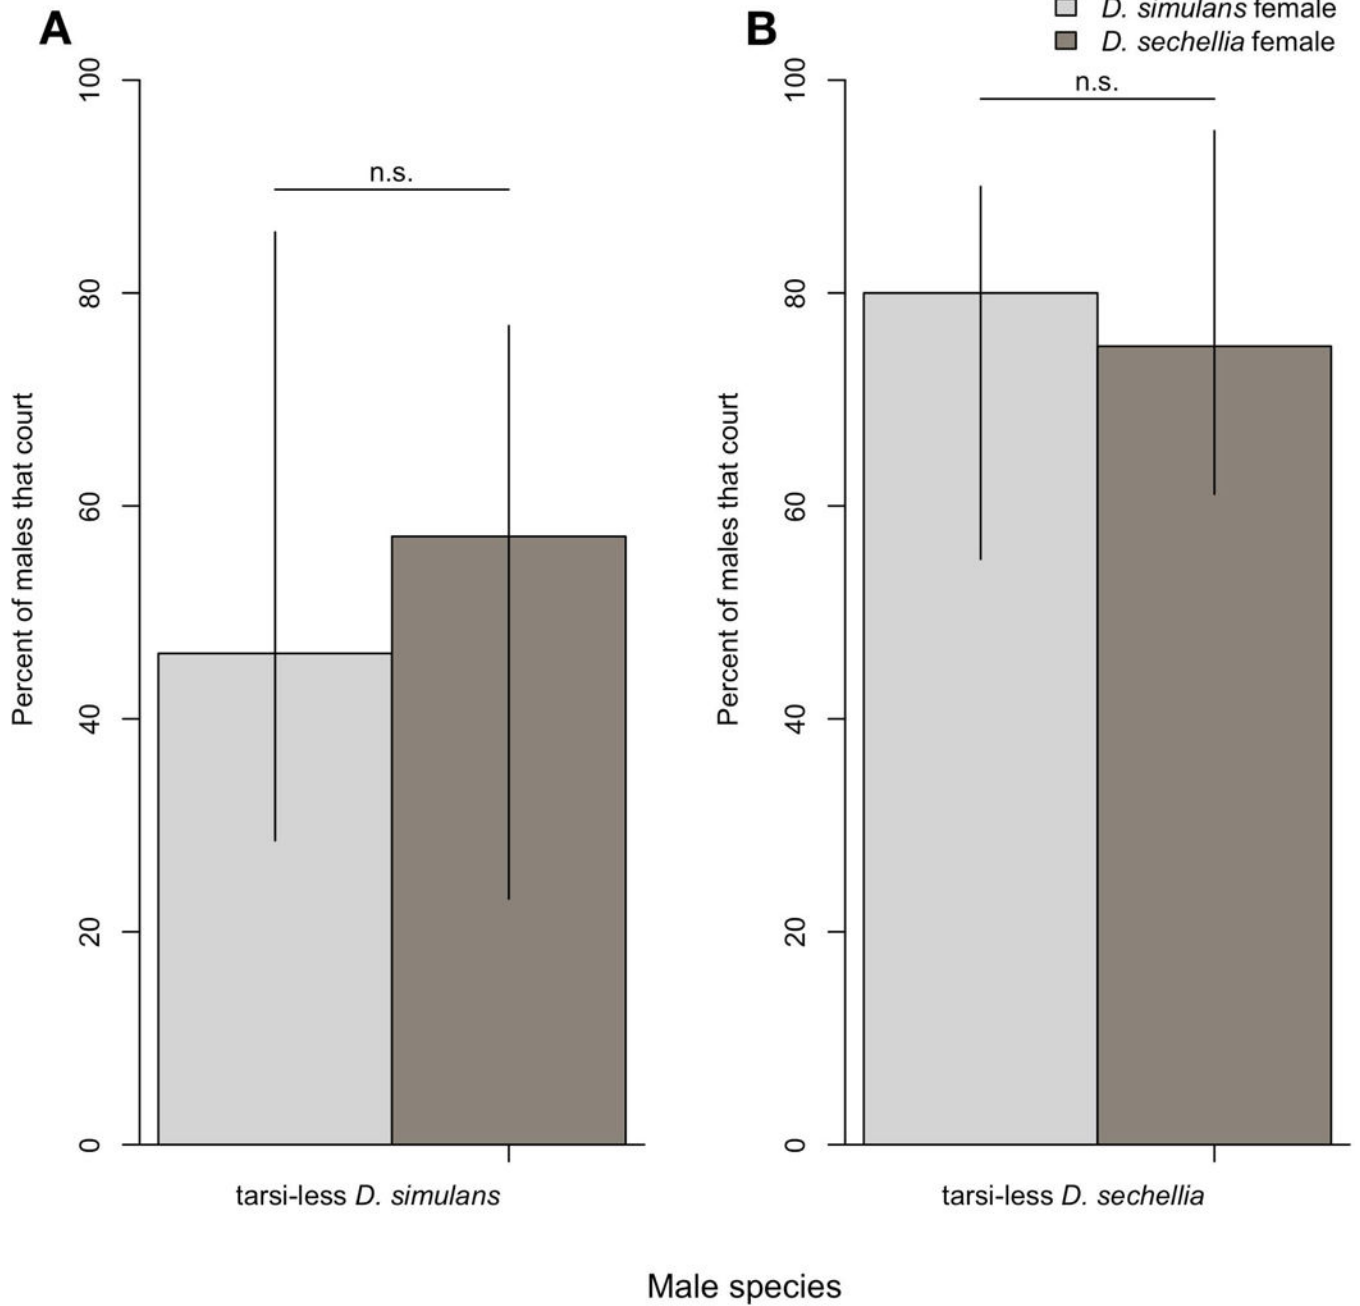 A
B
D. simulans female
D. sechellia female
n.s.
n.s.
100
80
60
40
20
0
Percent of males that court
100
80
60
40
20
0
Percent of males that court
tarsi-less D. simulans
tarsi-less D. sechellia
Male species